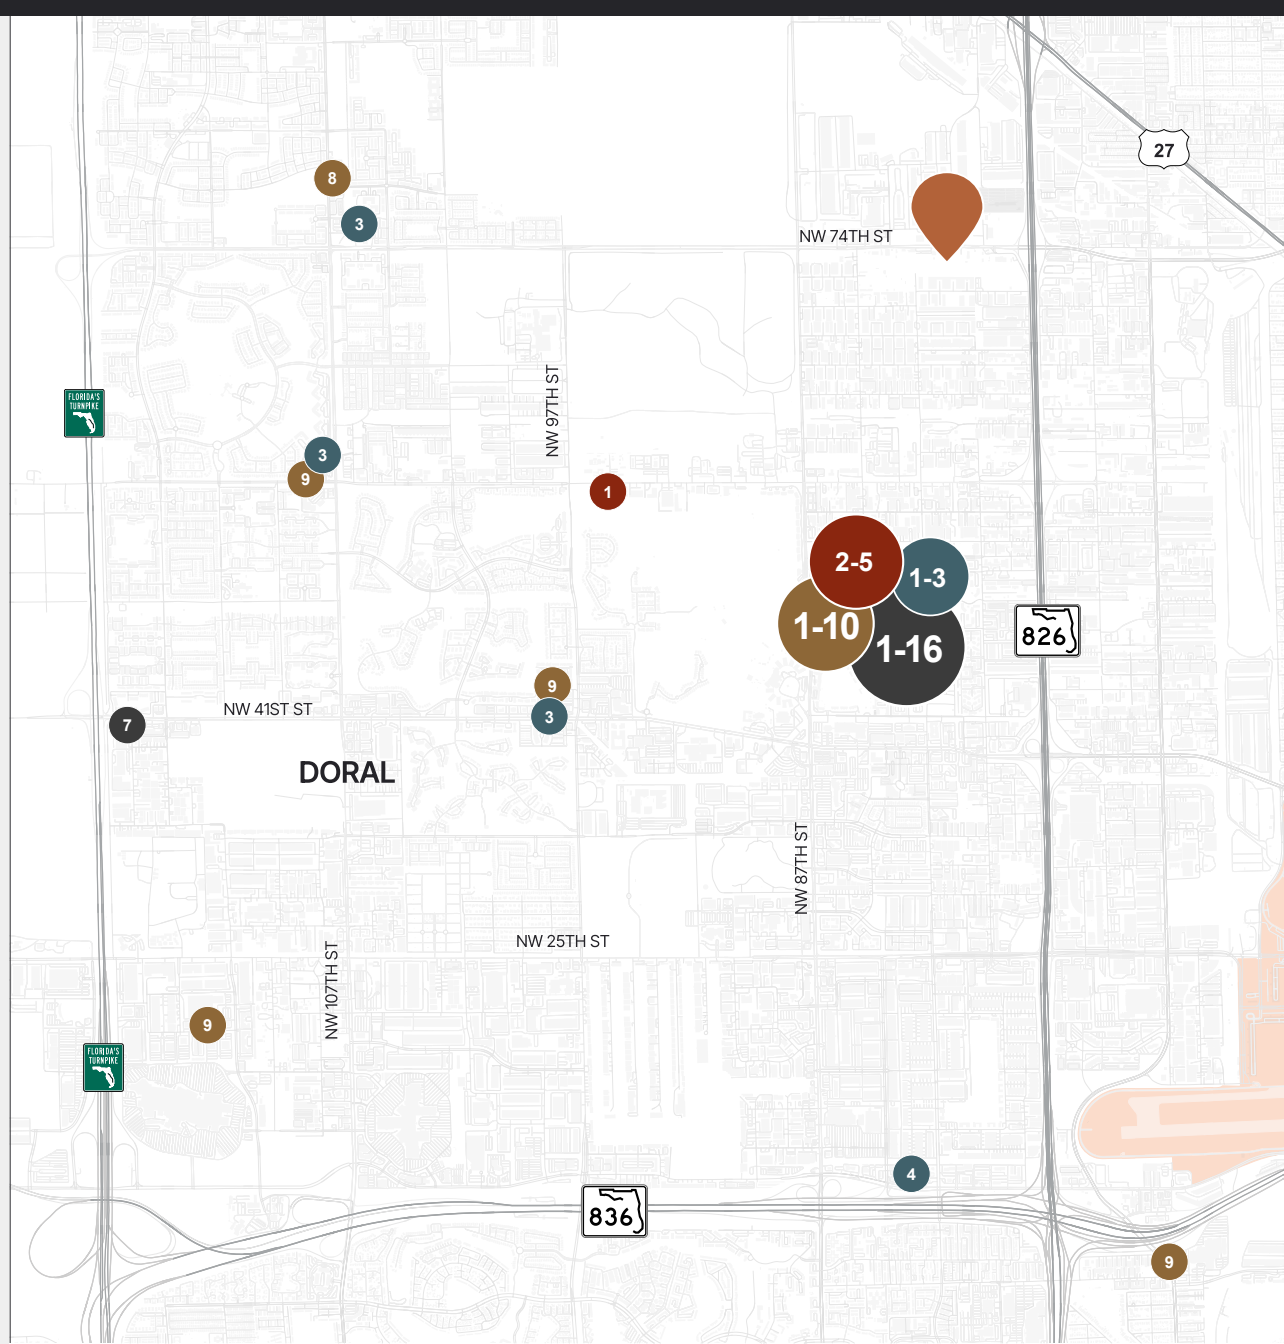 27
8
3
NW 74TH ST
NW 97TH ST
FLORIDA'S
TURNPIKE
3
9
1
2-5
1-3
1-10
1-16
826
9
3
NW 41ST ST
7
DORAL
NW 87TH ST
NW 25TH ST
NW 107TH ST
9
FLORIDA'S
TURNPIKE
4
836
9